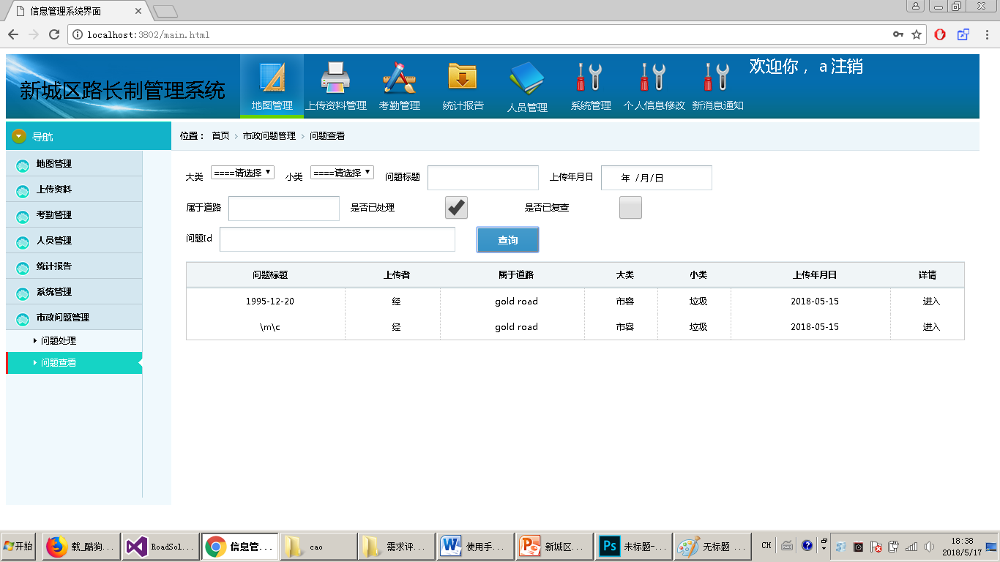 信息管理系统界面
localhost:3802/main.html
新城区路长制管理系统
地图管理 上传资料管理 考勤管理 统计报告 人员管理 系统管理 个人信息修改 新消息通知
欢迎你， a 注销
导航
位置： 首页 › 市政问题管理 › 问题查看
地图管理
上传资料
考勤管理
人员管理
统计报告
系统管理
市政问题管理
问题处理
问题查看
大类 ====请选择 小类 ====请选择 问题标题 上传年月日 年 /月/日
属于道路 是否已处理 是否已复查
问题Id 查询
问题标题 上传者 属于道路 大类 小类 上传年月日 详情
1995-12-20 经 gold road 市容 垃圾 2018-05-15 进入
\m\c 经 gold road 市容 垃圾 2018-05-15 进入
开始 载_酷狗... RoadSol... 信息管... cao 需求评... 使用手... 新城区... 未标题-... 无标题 ... CH 18:38
2018/5/17